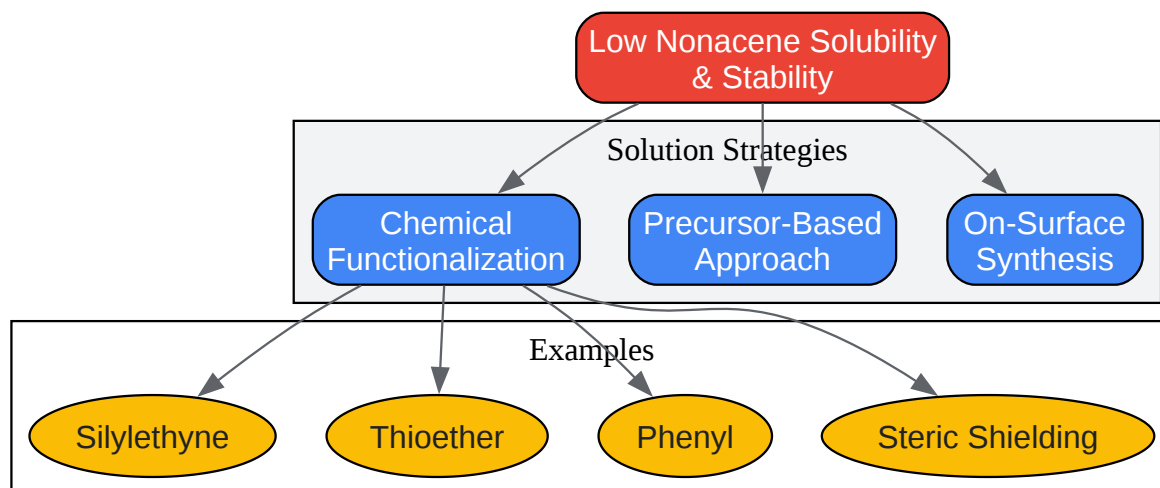 Low Nonacene Solubility
& Stability
Solution Strategies
Chemical
Functionalization
Precursor-Based
Approach
On-Surface
Synthesis
Examples
Silylethyne
Thioether
Phenyl
Steric Shielding